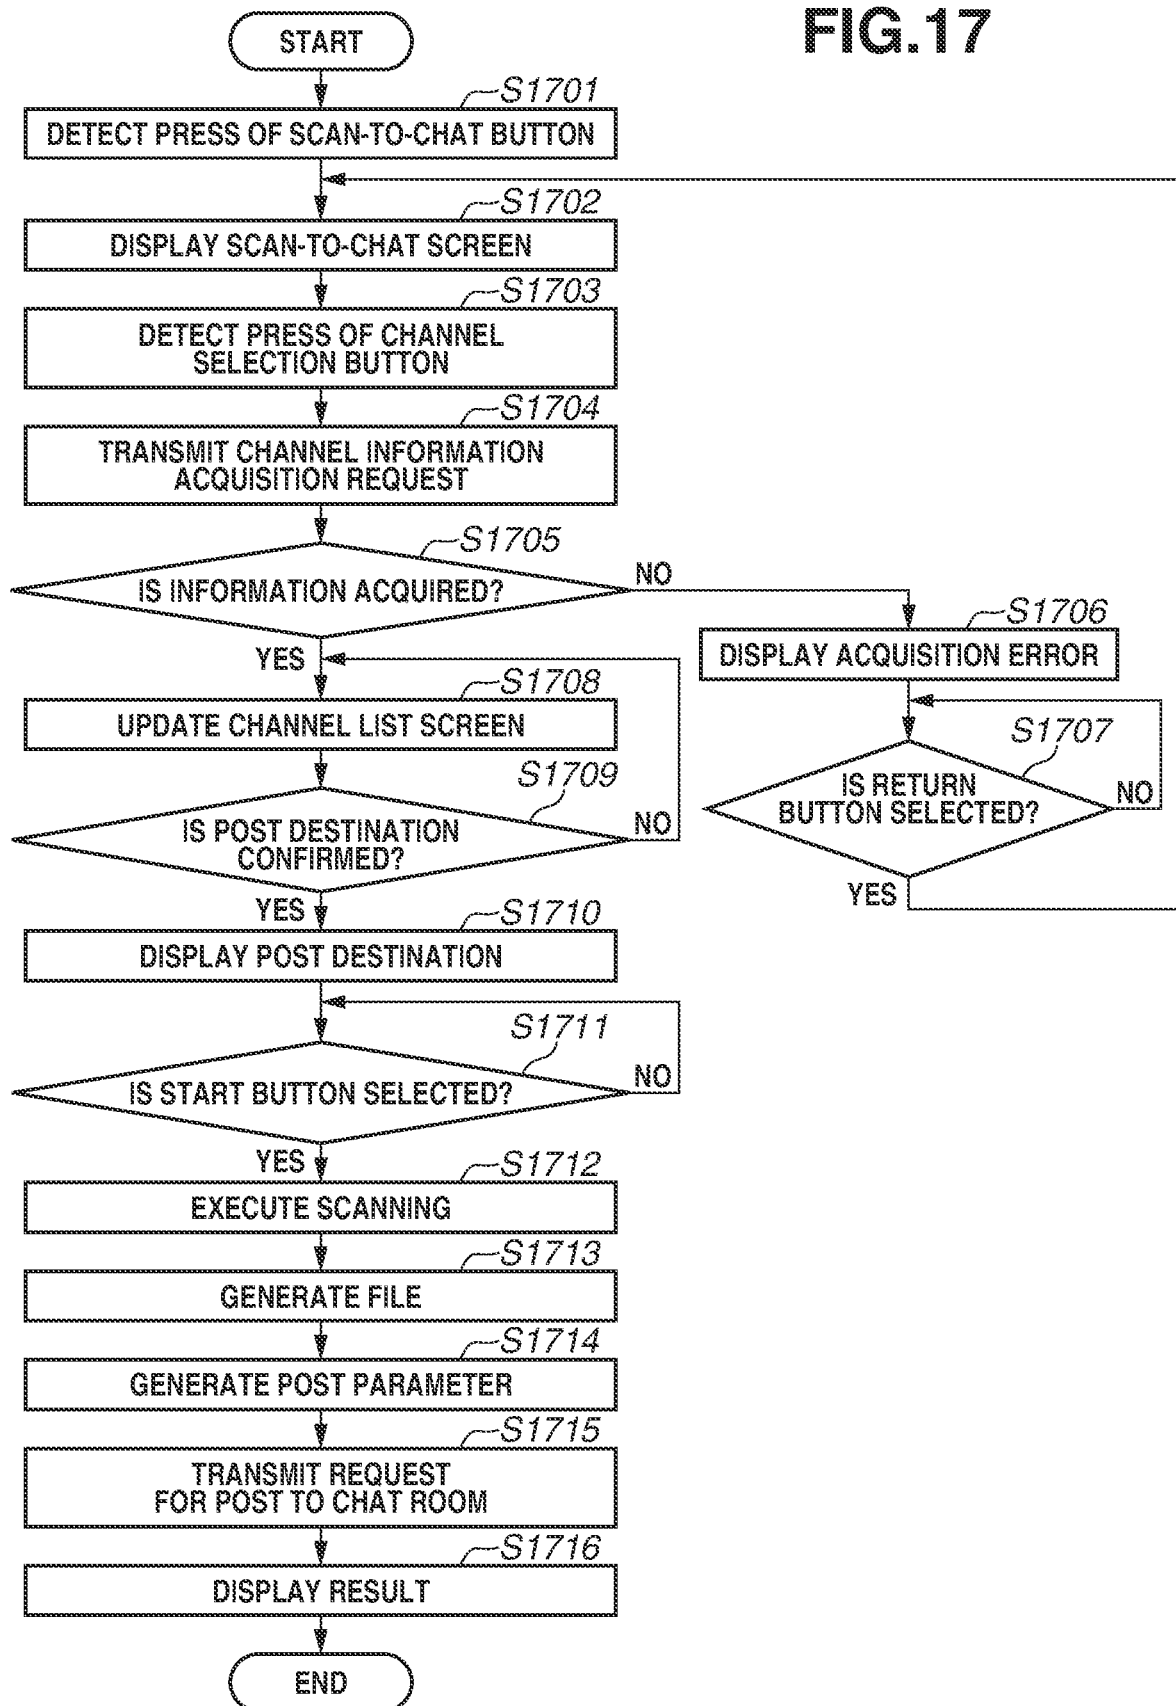 FIG.17
START
S1701
DETECT PRESS OF SCAN-TO-CHAT BUTTON
S1702
DISPLAY SCAN-TO-CHAT SCREEN
S1703
DETECT PRESS OF CHANNEL
SELECTION BUTTON
S1704
TRANSMIT CHANNEL INFORMATION
ACQUISITION REQUEST
S1705
IS INFORMATION ACQUIRED?
NO
YES
S1706
DISPLAY ACQUISITION ERROR
S1707
IS RETURN
BUTTON SELECTED?
NO
YES
S1708
UPDATE CHANNEL LIST SCREEN
S1709
IS POST DESTINATION
CONFIRMED?
NO
YES
S1710
DISPLAY POST DESTINATION
S1711
IS START BUTTON SELECTED?
NO
YES
S1712
EXECUTE SCANNING
S1713
GENERATE FILE
S1714
GENERATE POST PARAMETER
S1715
TRANSMIT REQUEST
FOR POST TO CHAT ROOM
S1716
DISPLAY RESULT
END